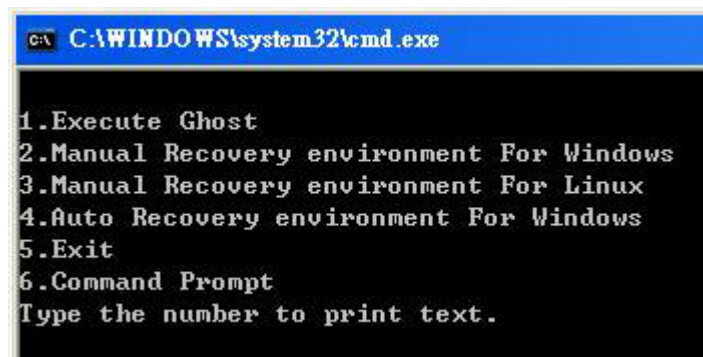 C:\WINDOWS\system32\cmd.exe
1.Execute Ghost
2.Manual Recovery environment For Windows
3.Manual Recovery environment For Linux
4.Auto Recovery environment For Windows
5.Exit
6.Command Prompt
Type the number to print text.